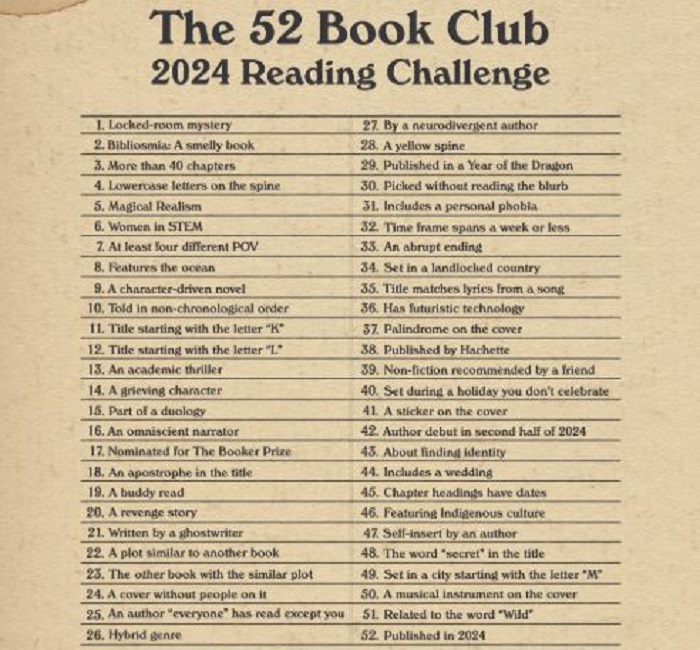 The 52 Book Club
2024 Reading Challenge
1. Locked-room mystery
2. Bibliosmia: A smelly book
3. More than 40 chapters
4. Lowercase letters on the spine
5. Magical Realism
6. Women in STEM
7. At least four different POV
8. Features the ocean
9. A character-driven novel
10. Told in non-chronological order
11. Title starting with the letter "K"
12. Title starting with the letter "L"
13. An academic thriller
14. A grieving character
15. Part of a duology
16. An omniscient narrator
17. Nominated for The Booker Prize
18. An apostrophe in the title
19. A buddy read
20. A revenge story
21. Written by a ghostwriter
22. A plot similar to another book
23. The other book with the similar plot
24. A cover without people on it
25. An author "everyone" has read except you
26. Hybrid genre
27. By a neurodivergent author
28. A yellow spine
29. Published in a Year of the Dragon
30. Picked without reading the blurb
31. Includes a personal phobia
32. Time frame spans a week or less
33. An abrupt ending
34. Set in a landlocked country
35. Title matches lyrics from a song
36. Has futuristic technology
37. Palindrome on the cover
38. Published by Hachette
39. Non-fiction recommended by a friend
40. Set during a holiday you don't celebrate
41. A sticker on the cover
42. Author debut in second half of 2024
43. About finding identity
44. Includes a wedding
45. Chapter headings have dates
46. Featuring Indigenous culture
47. Self-insert by an author
48. The word "secret" in the title
49. Set in a city starting with the letter "M"
50. A musical instrument on the cover
51. Related to the word "Wild"
52. Published in 2024